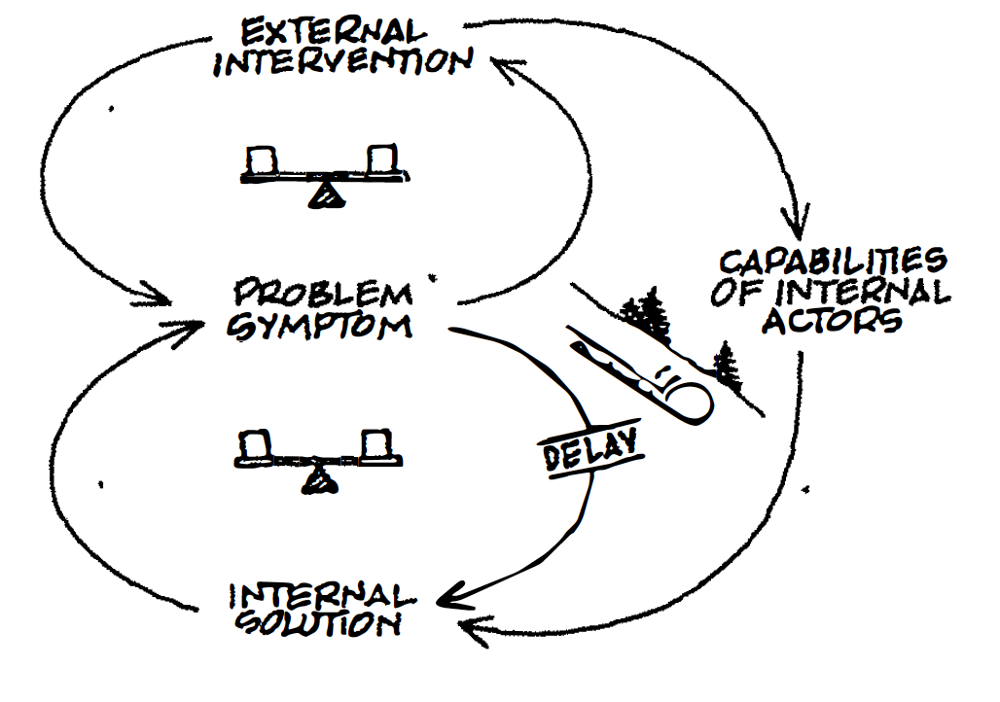 EXTERNAL
INTERVENTION
CAPABILITIES
OF INTERNAL
ACTORS
PROBLEM
SYMPTOM
DELAY
INTERNAL
SOLUTION